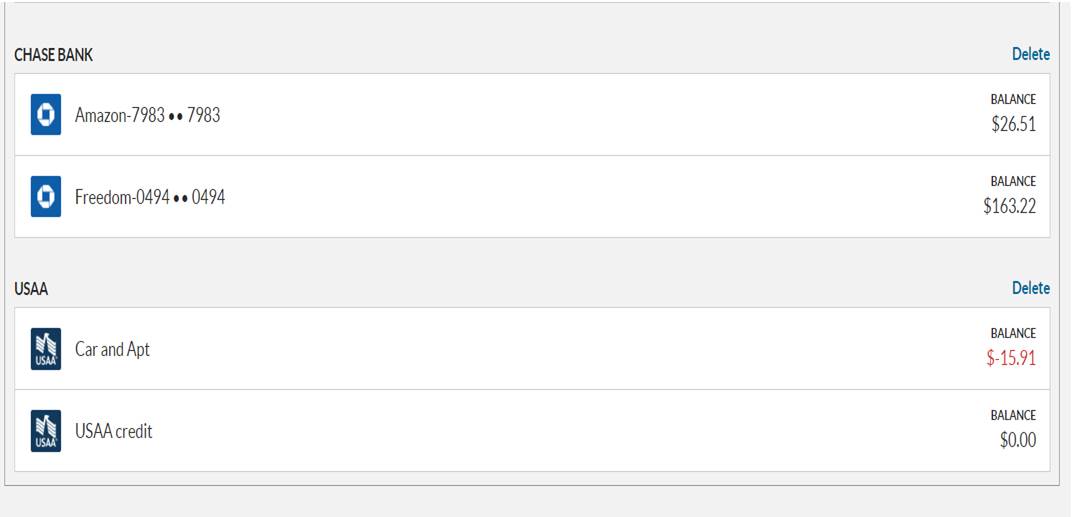 CHASE BANK Delete
Amazon-7983 •• 7983
BALANCE
$26.51
Freedom-0494 •• 0494
BALANCE
$163.22
USAA Delete
USAA
Car and Apt
BALANCE
$-15.91
USAA
USAA credit
BALANCE
$0.00